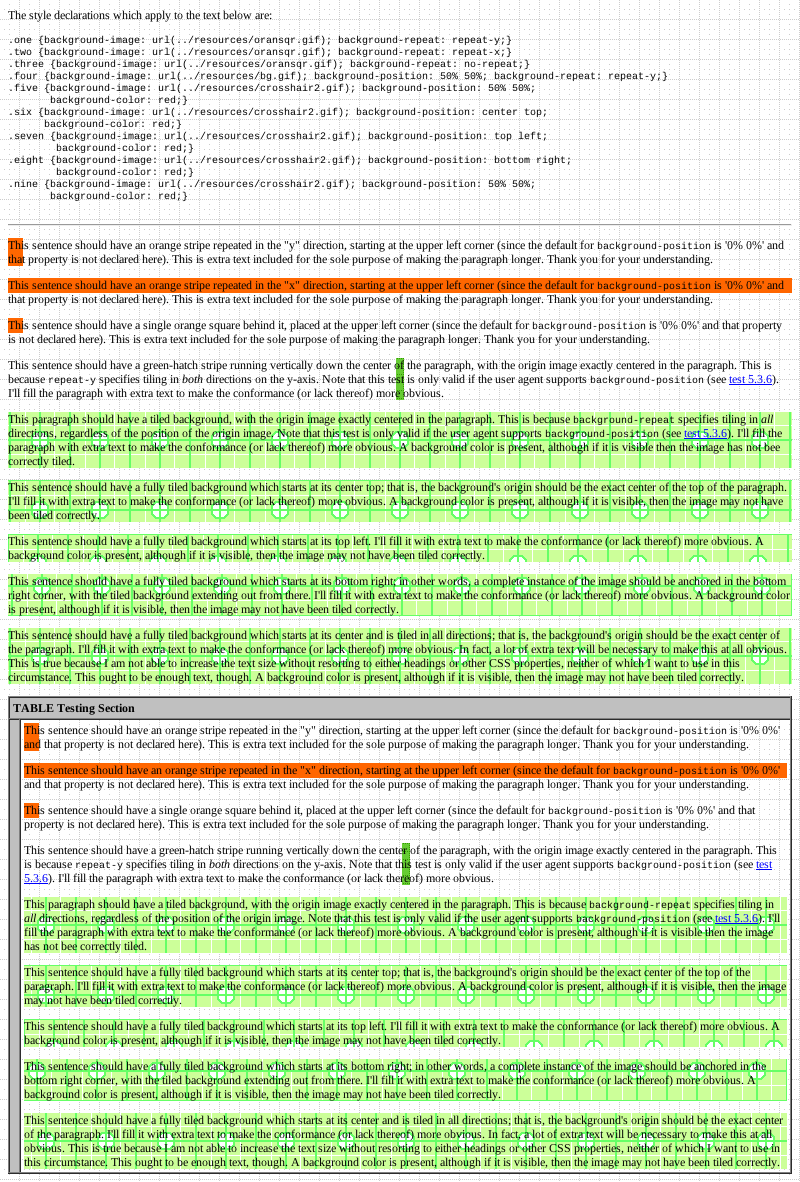 The style declarations which apply to the text below are:
.one {background-image: url(../resources/oransqr.gif); background-repeat: repeat-y;}
.two {background-image: url(../resources/oransqr.gif); background-repeat: repeat-x;}
.three {background-image: url(../resources/oransqr.gif); background-repeat: no-repeat;}
.four {background-image: url(../resources/bg.gif); background-position: 50% 50%; background-repeat: repeat-y;}
.five {background-image: url(../resources/crosshair2.gif); background-position: 50% 50%;
background-color: red;}
.six {background-image: url(../resources/crosshair2.gif); background-position: center top;
background-color: red;}
.seven {background-image: url(../resources/crosshair2.gif); background-position: top left;
background-color: red;}
.eight {background-image: url(../resources/crosshair2.gif); background-position: bottom right;
background-color: red;}
.nine {background-image: url(../resources/crosshair2.gif); background-position: 50% 50%;
background-color: red;}
This sentence should have an orange stripe repeated in the "y" direction, starting at the upper left corner (since the default for background-position is '0% 0%' and
that property is not declared here). This is extra text included for the sole purpose of making the paragraph longer. Thank you for your understanding.
This sentence should have an orange stripe repeated in the "x" direction, starting at the upper left corner (since the default for background-position is '0% 0%' and
that property is not declared here). This is extra text included for the sole purpose of making the paragraph longer. Thank you for your understanding.
This sentence should have a single orange square behind it, placed at the upper left corner (since the default for background-position is '0% 0%' and that property
is not declared here). This is extra text included for the sole purpose of making the paragraph longer. Thank you for your understanding.
This sentence should have a green-hatch stripe running vertically down the center of the paragraph, with the origin image exactly centered in the paragraph. This is
because repeat-y specifies tiling in both directions on the y-axis. Note that this test is only valid if the user agent supports background-position (see test 5.3.6).
I'll fill the paragraph with extra text to make the conformance (or lack thereof) more obvious.
This paragraph should have a tiled background, with the origin image exactly centered in the paragraph. This is because background-repeat specifies tiling in all
directions, regardless of the position of the origin image. Note that this test is only valid if the user agent supports background-position (see test 5.3.6). I'll fill the
paragraph with extra text to make the conformance (or lack thereof) more obvious. A background color is present, although if it is visible then the image has not bee
correctly tiled.
This sentence should have a fully tiled background which starts at its center top; that is, the background's origin should be the exact center of the top of the paragraph.
I'll fill it with extra text to make the conformance (or lack thereof) more obvious. A background color is present, although if it is visible, then the image may not have
been tiled correctly.
This sentence should have a fully tiled background which starts at its top left. I'll fill it with extra text to make the conformance (or lack thereof) more obvious. A
background color is present, although if it is visible, then the image may not have been tiled correctly.
This sentence should have a fully tiled background which starts at its bottom right; in other words, a complete instance of the image should be anchored in the bottom
right corner, with the tiled background extending out from there. I'll fill it with extra text to make the conformance (or lack thereof) more obvious. A background color
is present, although if it is visible, then the image may not have been tiled correctly.
This sentence should have a fully tiled background which starts at its center and is tiled in all directions; that is, the background's origin should be the exact center of
the paragraph. I'll fill it with extra text to make the conformance (or lack thereof) more obvious. In fact, a lot of extra text will be necessary to make this at all obvious.
This is true because I am not able to increase the text size without resorting to either headings or other CSS properties, neither of which I want to use in this
circumstance. This ought to be enough text, though. A background color is present, although if it is visible, then the image may not have been tiled correctly.
TABLE Testing Section
This sentence should have an orange stripe repeated in the "y" direction, starting at the upper left corner (since the default for background-position is '0% 0%'
and that property is not declared here). This is extra text included for the sole purpose of making the paragraph longer. Thank you for your understanding.
This sentence should have an orange stripe repeated in the "x" direction, starting at the upper left corner (since the default for background-position is '0% 0%'
and that property is not declared here). This is extra text included for the sole purpose of making the paragraph longer. Thank you for your understanding.
This sentence should have a single orange square behind it, placed at the upper left corner (since the default for background-position is '0% 0%' and that
property is not declared here). This is extra text included for the sole purpose of making the paragraph longer. Thank you for your understanding.
This sentence should have a green-hatch stripe running vertically down the center of the paragraph, with the origin image exactly centered in the paragraph. This
is because repeat-y specifies tiling in both directions on the y-axis. Note that this test is only valid if the user agent supports background-position (see test
5.3.6). I'll fill the paragraph with extra text to make the conformance (or lack thereof) more obvious.
This paragraph should have a tiled background, with the origin image exactly centered in the paragraph. This is because background-repeat specifies tiling in
all directions, regardless of the position of the origin image. Note that this test is only valid if the user agent supports background-position (see test 5.3.6). I'll
fill the paragraph with extra text to make the conformance (or lack thereof) more obvious. A background color is present, although if it is visible then the image
has not bee correctly tiled.
This sentence should have a fully tiled background which starts at its center top; that is, the background's origin should be the exact center of the top of the
paragraph. I'll fill it with extra text to make the conformance (or lack thereof) more obvious. A background color is present, although if it is visible, then the image
may not have been tiled correctly.
This sentence should have a fully tiled background which starts at its top left. I'll fill it with extra text to make the conformance (or lack thereof) more obvious. A
background color is present, although if it is visible, then the image may not have been tiled correctly.
This sentence should have a fully tiled background which starts at its bottom right; in other words, a complete instance of the image should be anchored in the
bottom right corner, with the tiled background extending out from there. I'll fill it with extra text to make the conformance (or lack thereof) more obvious. A
background color is present, although if it is visible, then the image may not have been tiled correctly.
This sentence should have a fully tiled background which starts at its center and is tiled in all directions; that is, the background's origin should be the exact center
of the paragraph. I'll fill it with extra text to make the conformance (or lack thereof) more obvious. In fact, a lot of extra text will be necessary to make this at all
obvious. This is true because I am not able to increase the text size without resorting to either headings or other CSS properties, neither of which I want to use in
this circumstance. This ought to be enough text, though. A background color is present, although if it is visible, then the image may not have been tiled correctly.